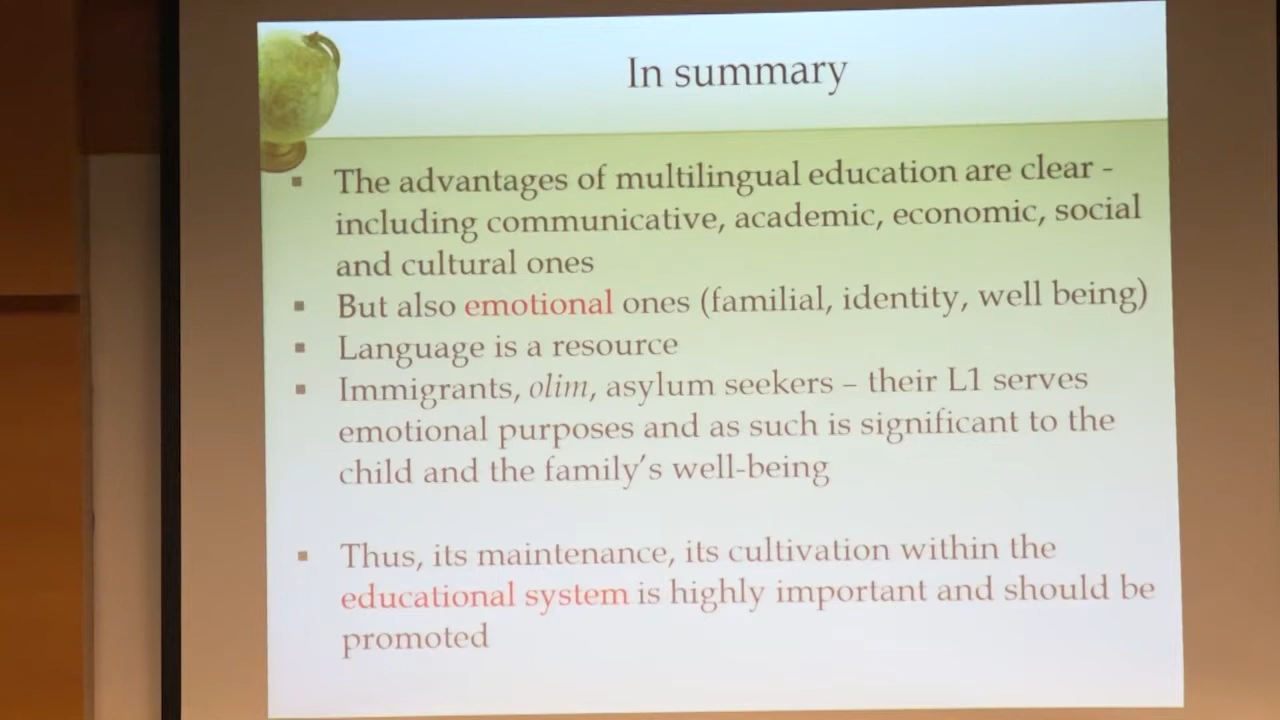 In summary
▪ The advantages of multilingual education are clear -
including communicative, academic, economic, social
and cultural ones
▪ But also emotional ones (familial, identity, well being)
▪ Language is a resource
▪ Immigrants, olim, asylum seekers – their L1 serves
emotional purposes and as such is significant to the
child and the family's well-being
▪ Thus, its maintenance, its cultivation within the
educational system is highly important and should be
promoted